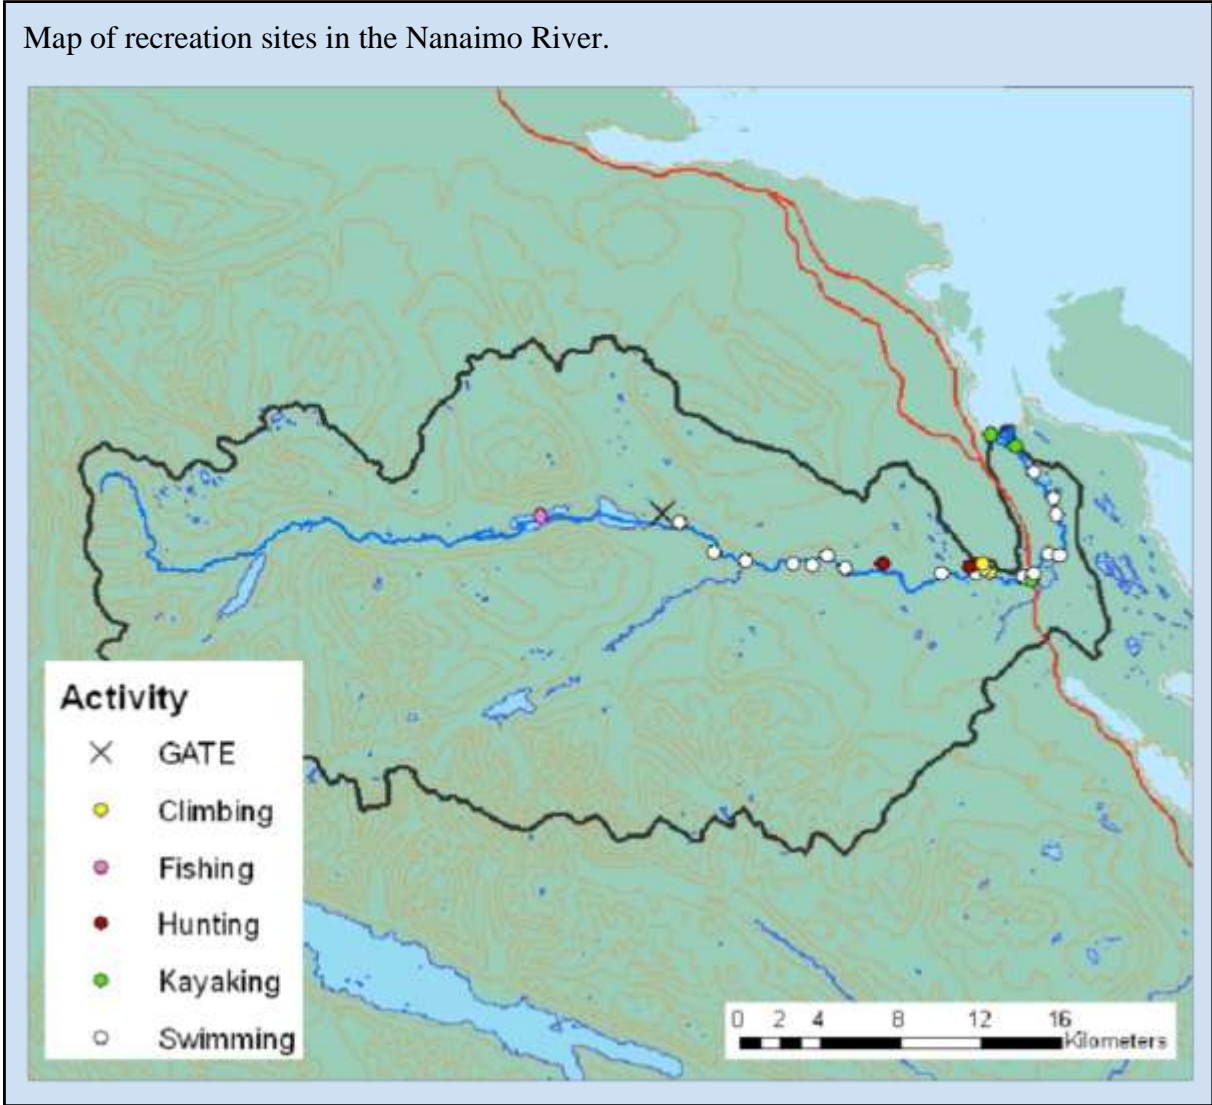 Map of recreation sites in the Nanaimo River.
Activity
GATE
Climbing
Fishing
Hunting
Kayaking
Swimming
0 2 4 8 12 16
Kilometers